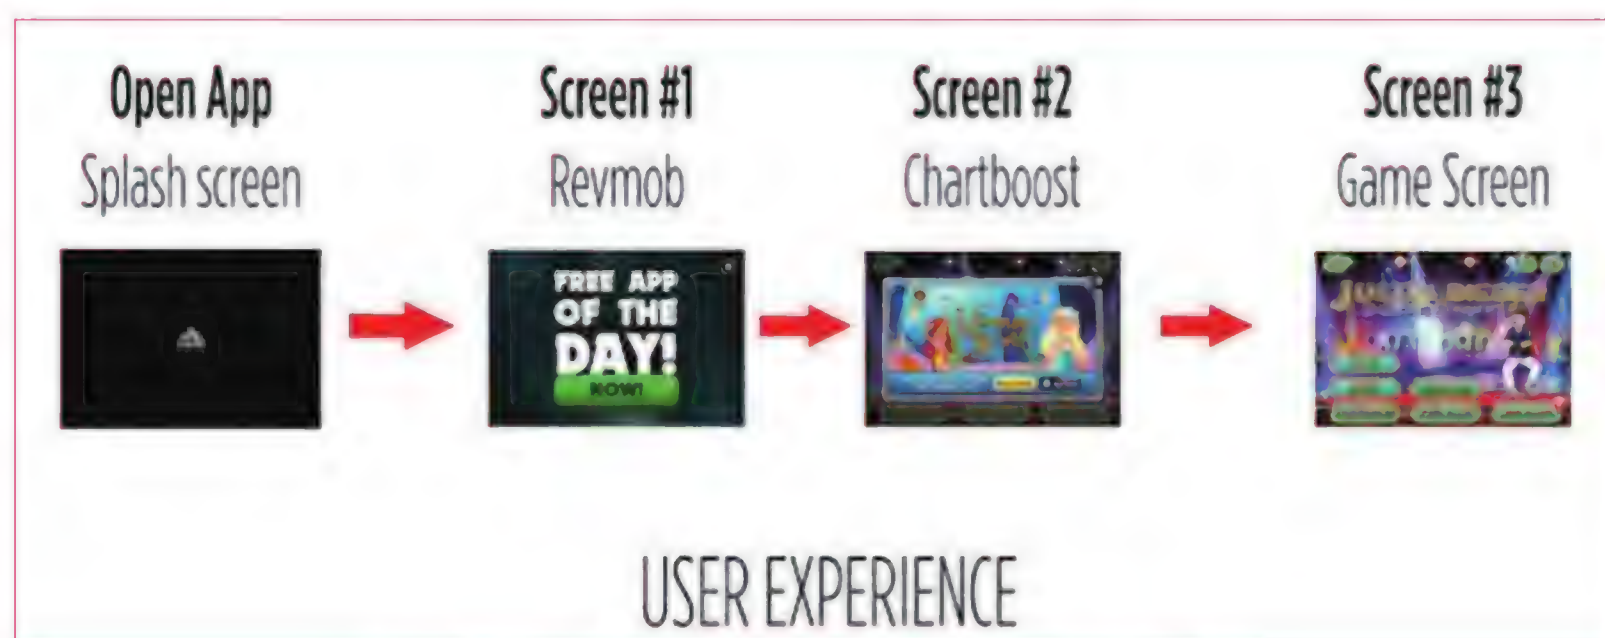 Open App
Splash screen
Screen #1
Revmob
Screen #2
Chartboost
Screen #3
Game Screen
FREE APP
OF THE
DAY!
NOW!
USER EXPERIENCE